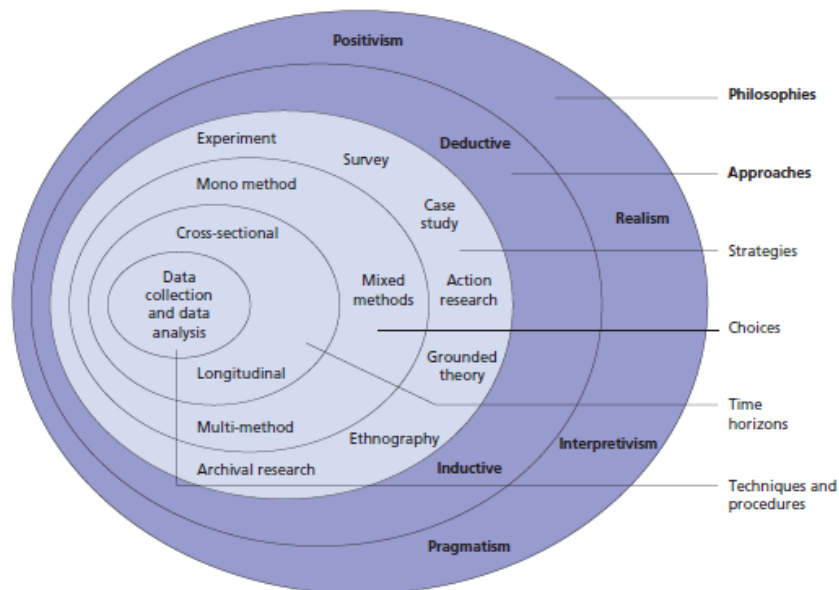 Positivism
Philosophies
Experiment
Deductive
Survey
Approaches
Mono method
Case
study
Realism
Cross-sectional
Strategies
Data
collection
and data
analysis
Mixed
methods
Action
research
Choices
Grounded
theory
Longitudinal
Time
horizons
Multi-method
Ethnography
Interpretivism
Archival research
Inductive
Techniques and
procedures
Pragmatism